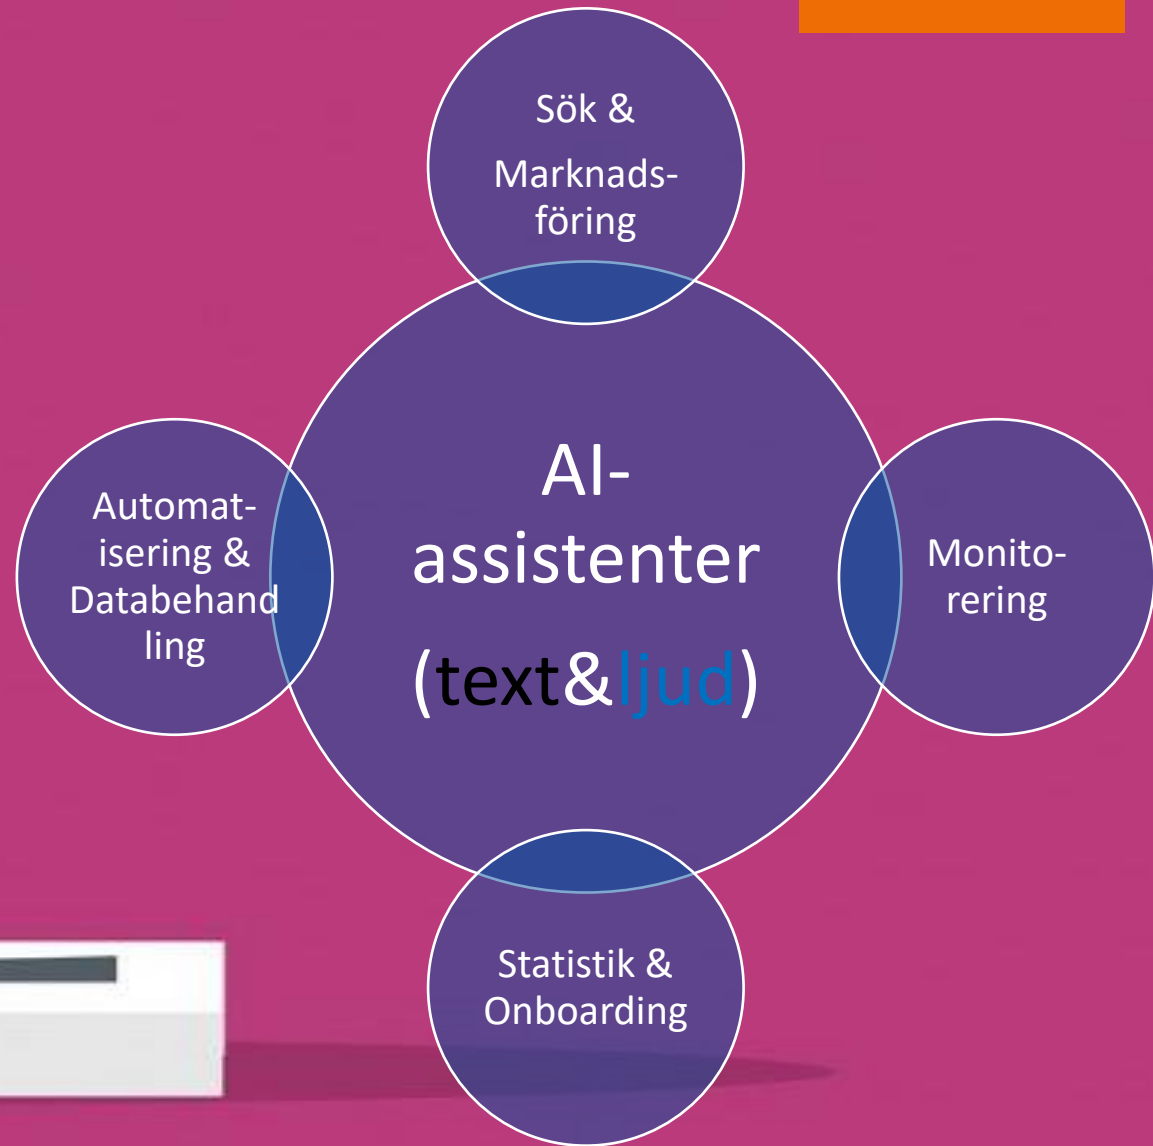 Sök &
Marknads-
föring
Automat-
isering &
Databehand
ling
AI-
assistenter
(text&ljud)
Monito-
rering
Statistik &
Onboarding